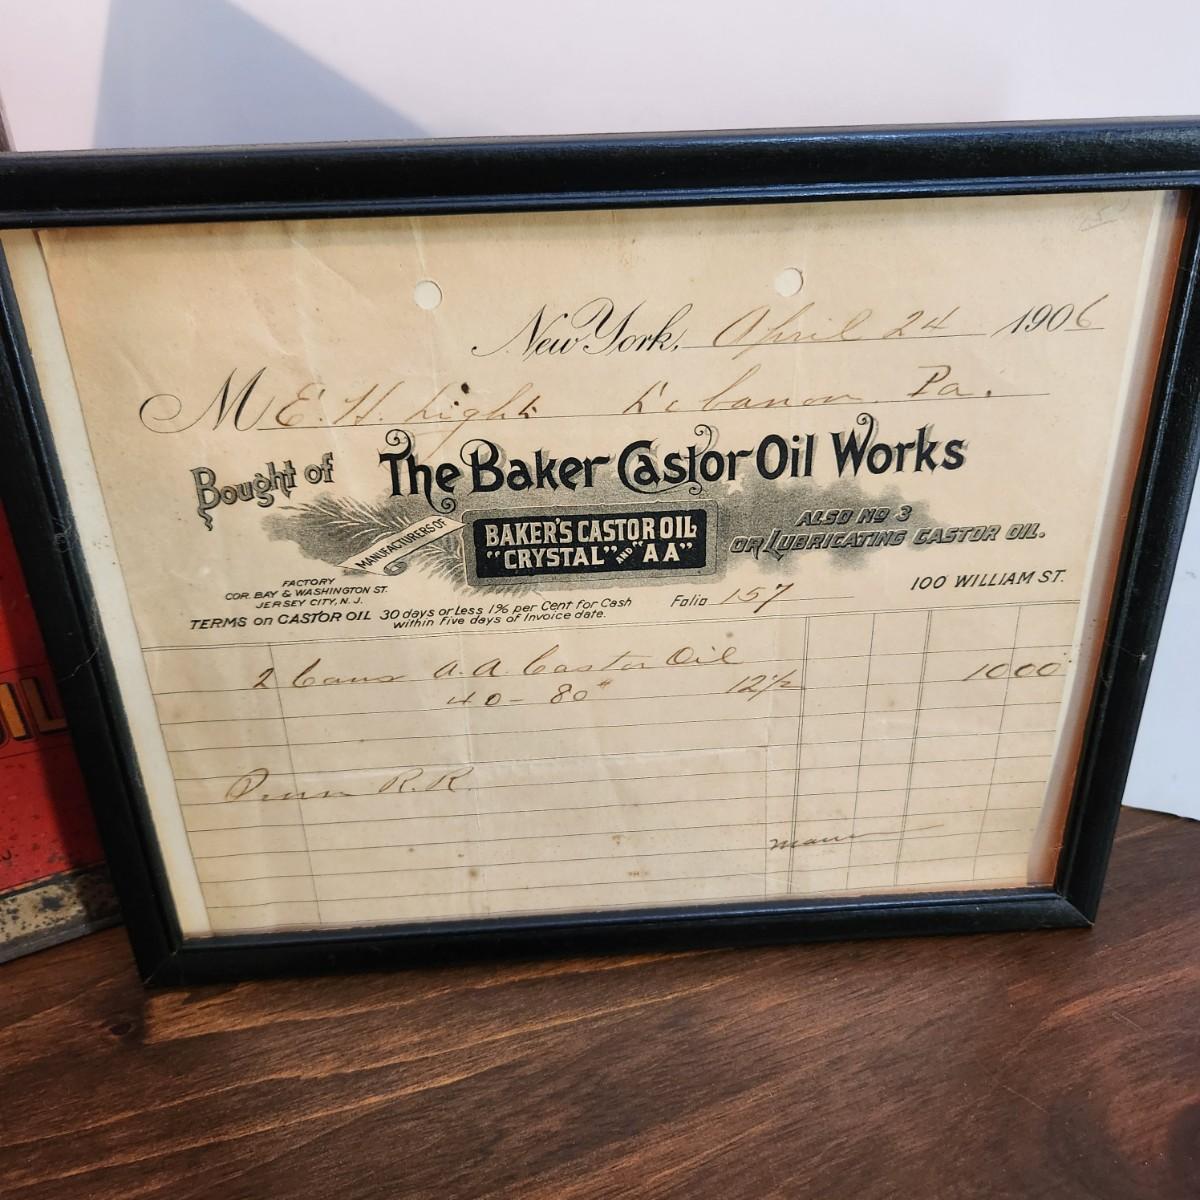 New York, April 24 1906
M E. H. Light Lebanon Pa.
Bought of The Baker Castor Oil Works
MANUFACTURERS OF
BAKER'S CASTOR OIL
"CRYSTAL" AND "AA"
ALSO No 3
OR LUBRICATING CASTOR OIL.
FACTORY
COR. BAY & WASHINGTON ST.
JERSEY CITY, N. J.
100 WILLIAM ST.
Folio 157
TERMS on CASTOR OIL 30 days or Less 1% per Cent for Cash
within Five days of Invoice date.
2 Cans A.A. Castor Oil 1000
40 - 80# 12½
Penn R.R.
OIL